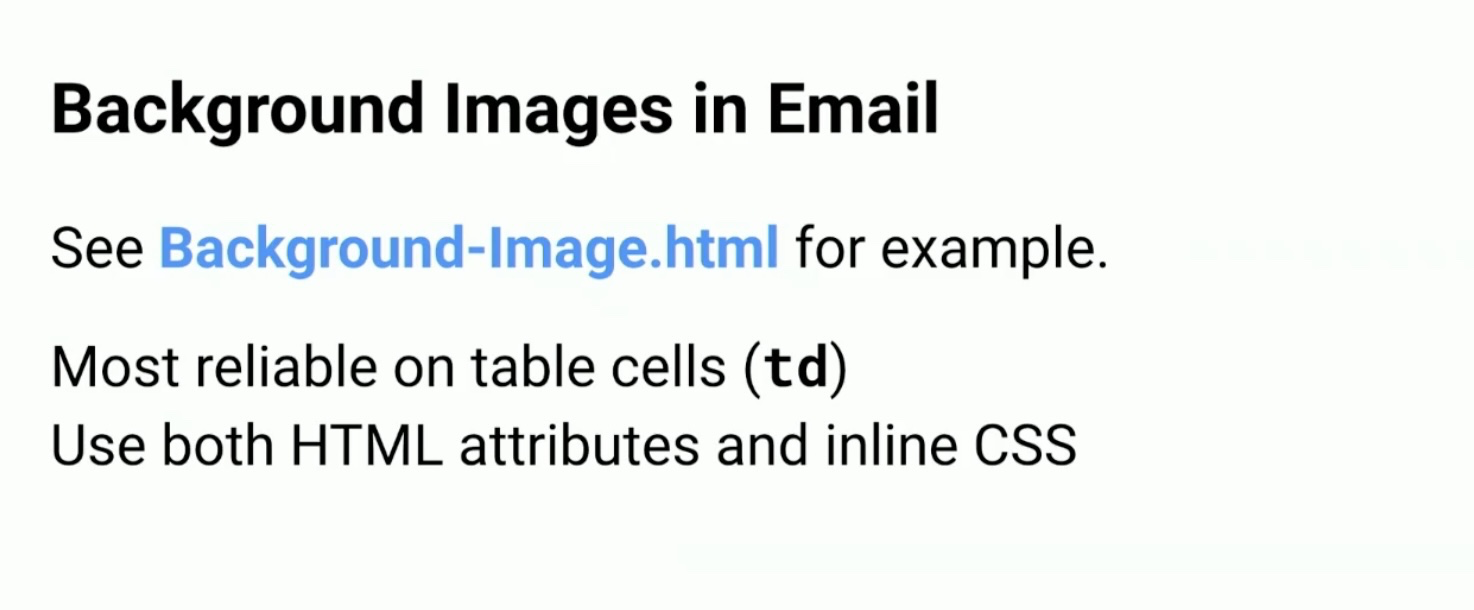 Background Images in Email
See Background-Image.html for example.
Most reliable on table cells (td)
Use both HTML attributes and inline CSS